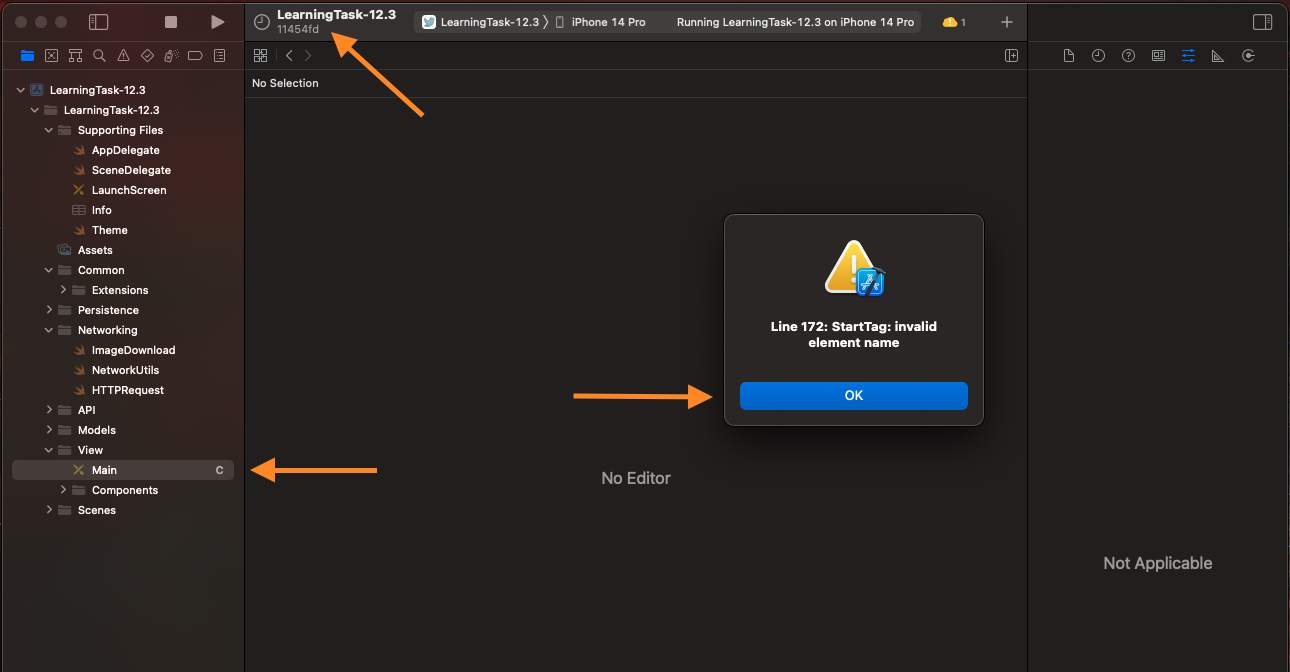 LearningTask-12.3
11454fd
LearningTask-12.3 iPhone 14 Pro Running LearningTask-12.3 on iPhone 14 Pro 1
No Selection
LearningTask-12.3
LearningTask-12.3
Supporting Files
AppDelegate
SceneDelegate
LaunchScreen
Info
Theme
Assets
Common
Extensions
Persistence
Networking
ImageDownload
NetworkUtils
HTTPRequest
API
Models
View
Main C
Components
Scenes
Line 172: StartTag: invalid
element name
OK
No Editor
Not Applicable